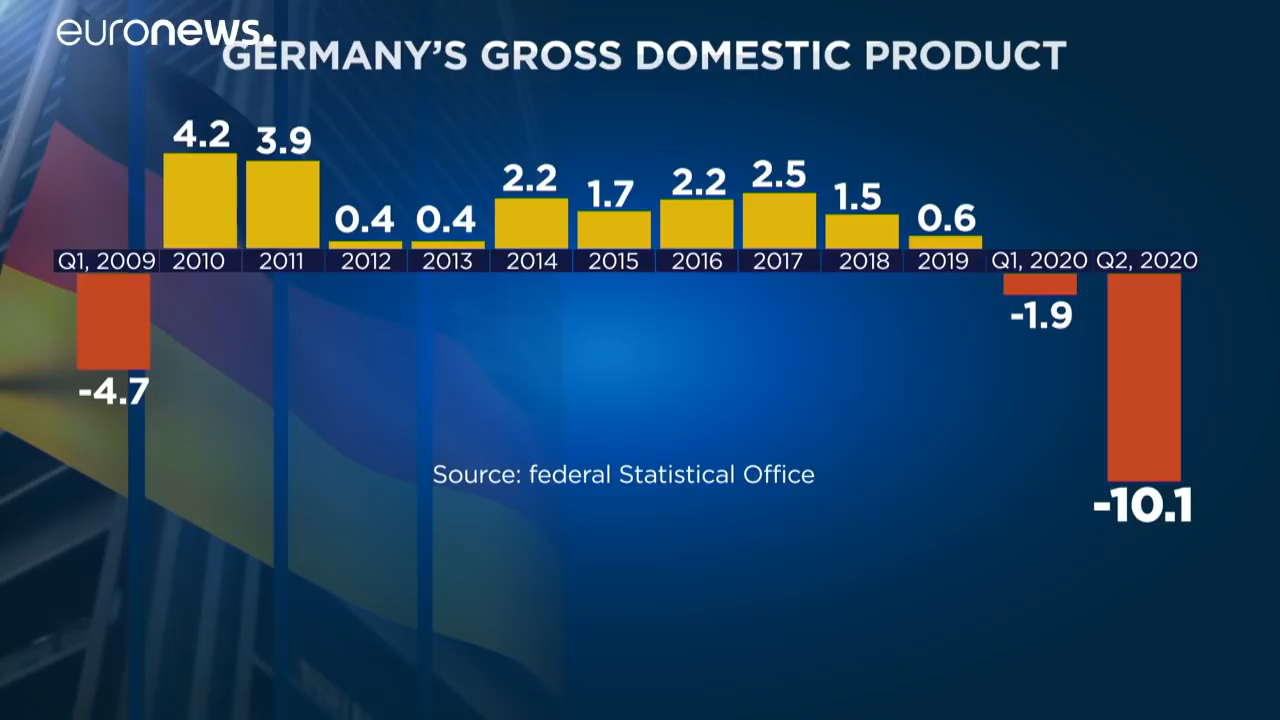 euronews.
GERMANY'S GROSS DOMESTIC PRODUCT
4.2 3.9 0.4 0.4 2.2 1.7 2.2 2.5 1.5 0.6
Q1, 2009 2010 2011 2012 2013 2014 2015 2016 2017 2018 2019 Q1, 2020 Q2, 2020
-4.7 -1.9 -10.1
Source: federal Statistical Office